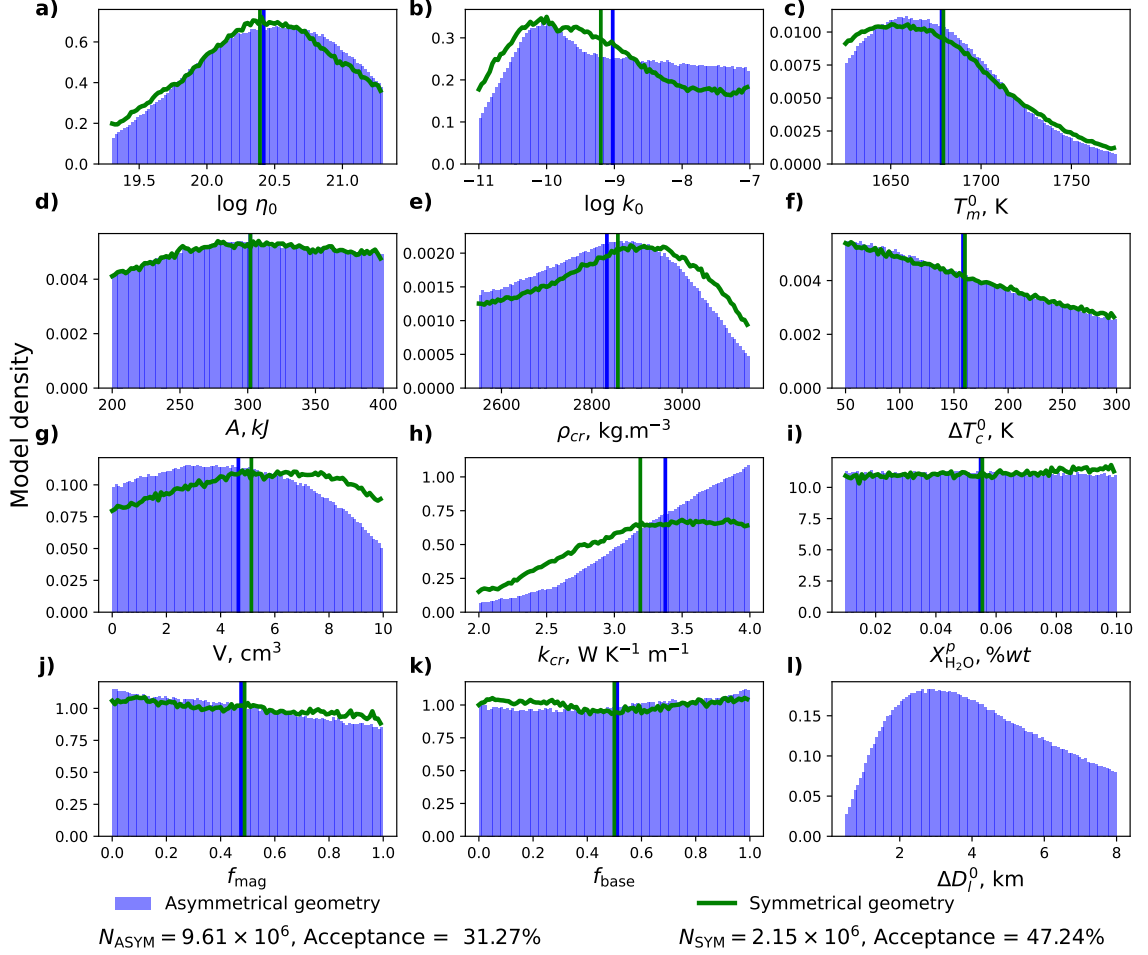 a) b) c)
0.6 0.3 0.0100
0.4 0.2 0.0075
0.2 0.1 0.0050
0.0 0.0 0.0025
0.0000
19.5 20.0 20.5 21.0 −11 −10 −9 −8 −7 1650 1700 1750
log η₀ log k₀ Tₘ⁰, K
d) e) f)
0.004 0.0020 0.004
0.002 0.0015 0.002
0.000 0.0010 0.000
0.0005
0.0000
200 250 300 350 400 2600 2800 3000 50 100 150 200 250 300
A, kJ ρ_cr, kg.m⁻³ ΔT_c⁰, K
Model density
g) h) i)
0.100 1.00 10.0
0.075 0.75 7.5
0.050 0.50 5.0
0.025 0.25 2.5
0.000 0.00 0.0
0 2 4 6 8 10 2.0 2.5 3.0 3.5 4.0 0.02 0.04 0.06 0.08 0.10
V, cm³ k_cr, W K⁻¹ m⁻¹ X_H₂O^p, %wt
j) k) l)
1.00 1.00 0.15
0.75 0.75 0.10
0.50 0.50 0.05
0.25 0.25 0.00
0.00 0.00
0.0 0.2 0.4 0.6 0.8 1.0 0.0 0.2 0.4 0.6 0.8 1.0 2 4 6 8
f_mag f_base ΔD_l⁰, km
Asymmetrical geometry Symmetrical geometry
N_ASYM = 9.61 × 10⁶, Acceptance = 31.27% N_SYM = 2.15 × 10⁶, Acceptance = 47.24%